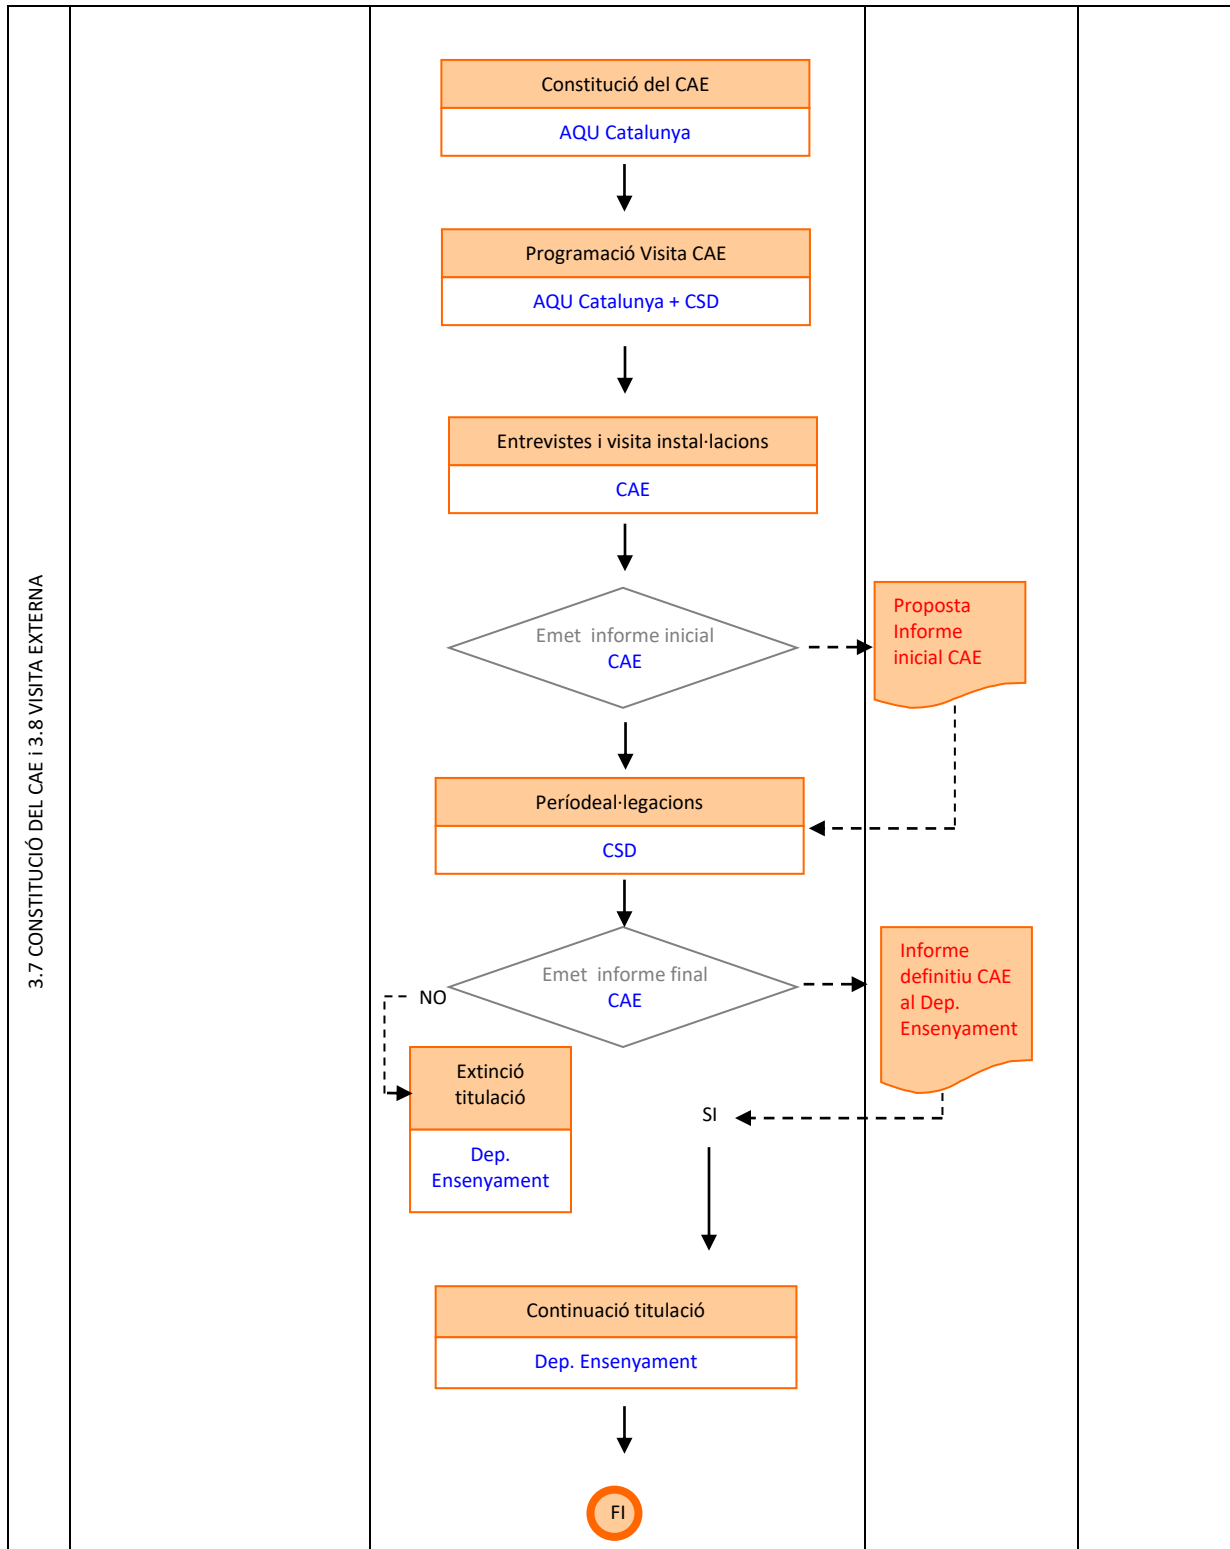 3.7 CONSTITUCIÓ DEL CAE i 3.8 VISITA EXTERNA
Constitució del CAE
AQU Catalunya
Programació Visita CAE
AQU Catalunya + CSD
Entrevistes i visita instal·lacions
CAE
Emet informe inicial
CAE
Proposta
Informe
inicial CAE
Períodeal·legacions
CSD
Emet informe final
CAE
Informe
definitiu CAE
al Dep.
Ensenyament
NO
Extinció
titulació
Dep.
Ensenyament
SI
Continuació titulació
Dep. Ensenyament
FI